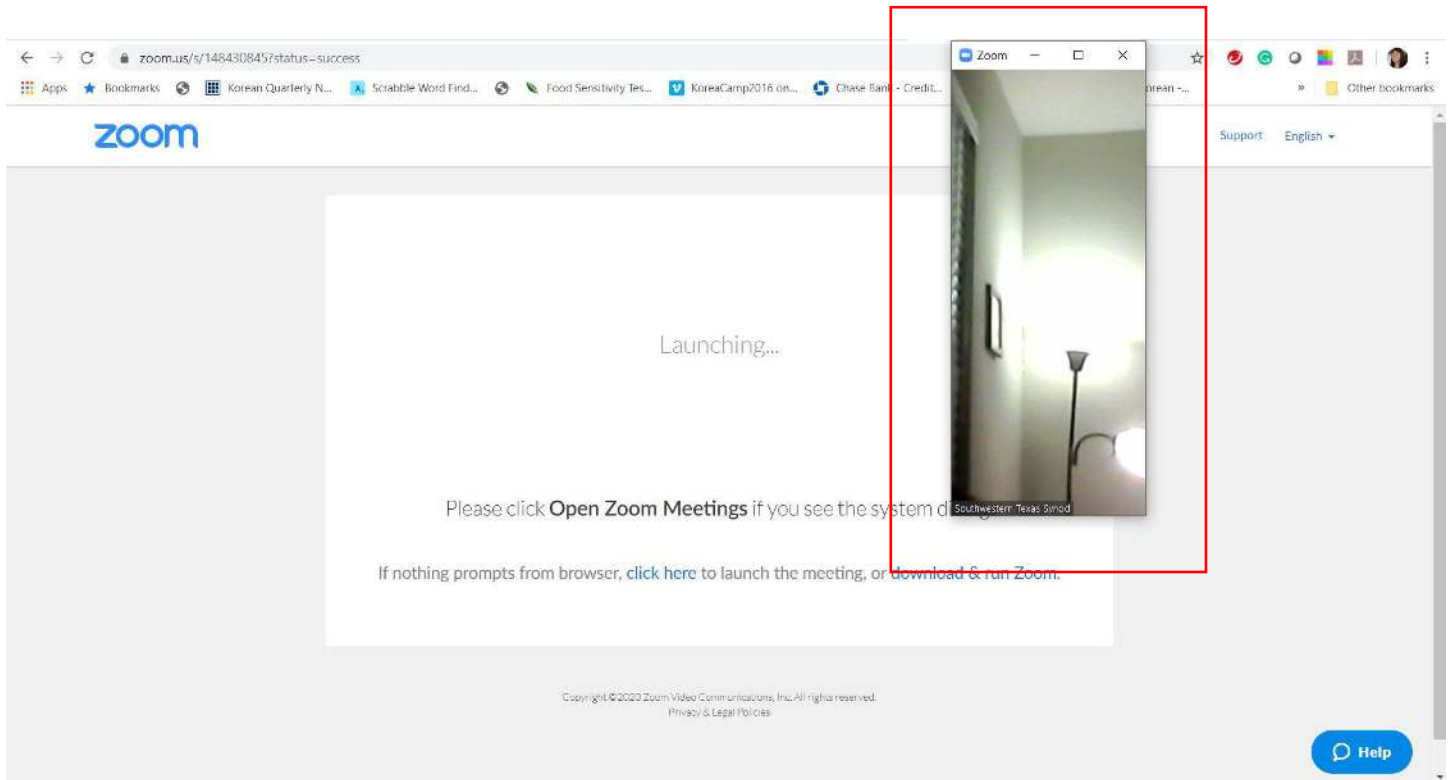 zoom.us/s/148430845?status=success
Zoom
Apps Bookmarks Korean Quarterly N... Scrabble Word Find... Food Sensitivity Tes... KoreaCamp2016 on... Chase Bank - Credit... orean -... » Other bookmarks
zoom Support English
Launching...
Please click Open Zoom Meetings if you see the system d
If nothing prompts from browser, click here to launch the meeting, or download & run Zoom.
Southwestern Texas Synod
Copyright ©2020 Zoom Video Communications, Inc. All rights reserved.
Privacy & Legal Policies
Help